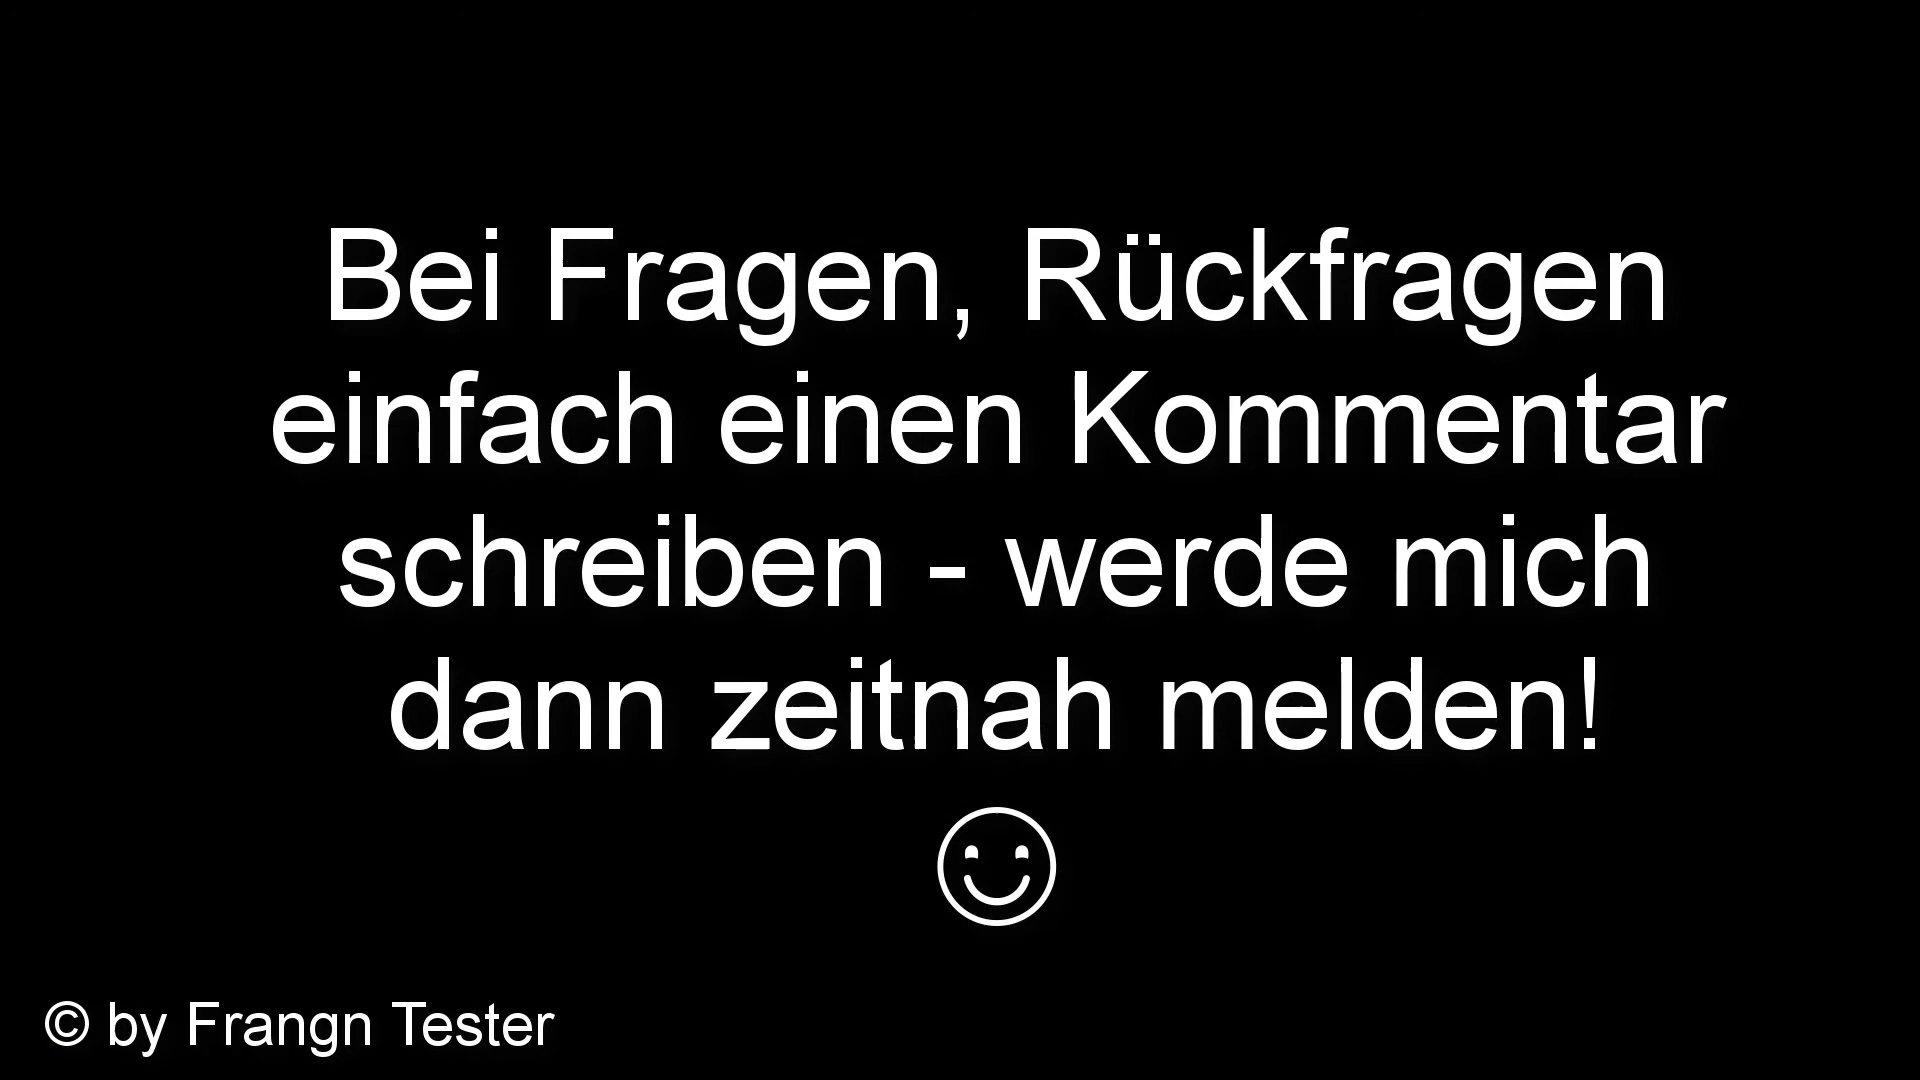 Bei Fragen, Rückfragen
einfach einen Kommentar
schreiben - werde mich
dann zeitnah melden!
☺
© by Frangn Tester